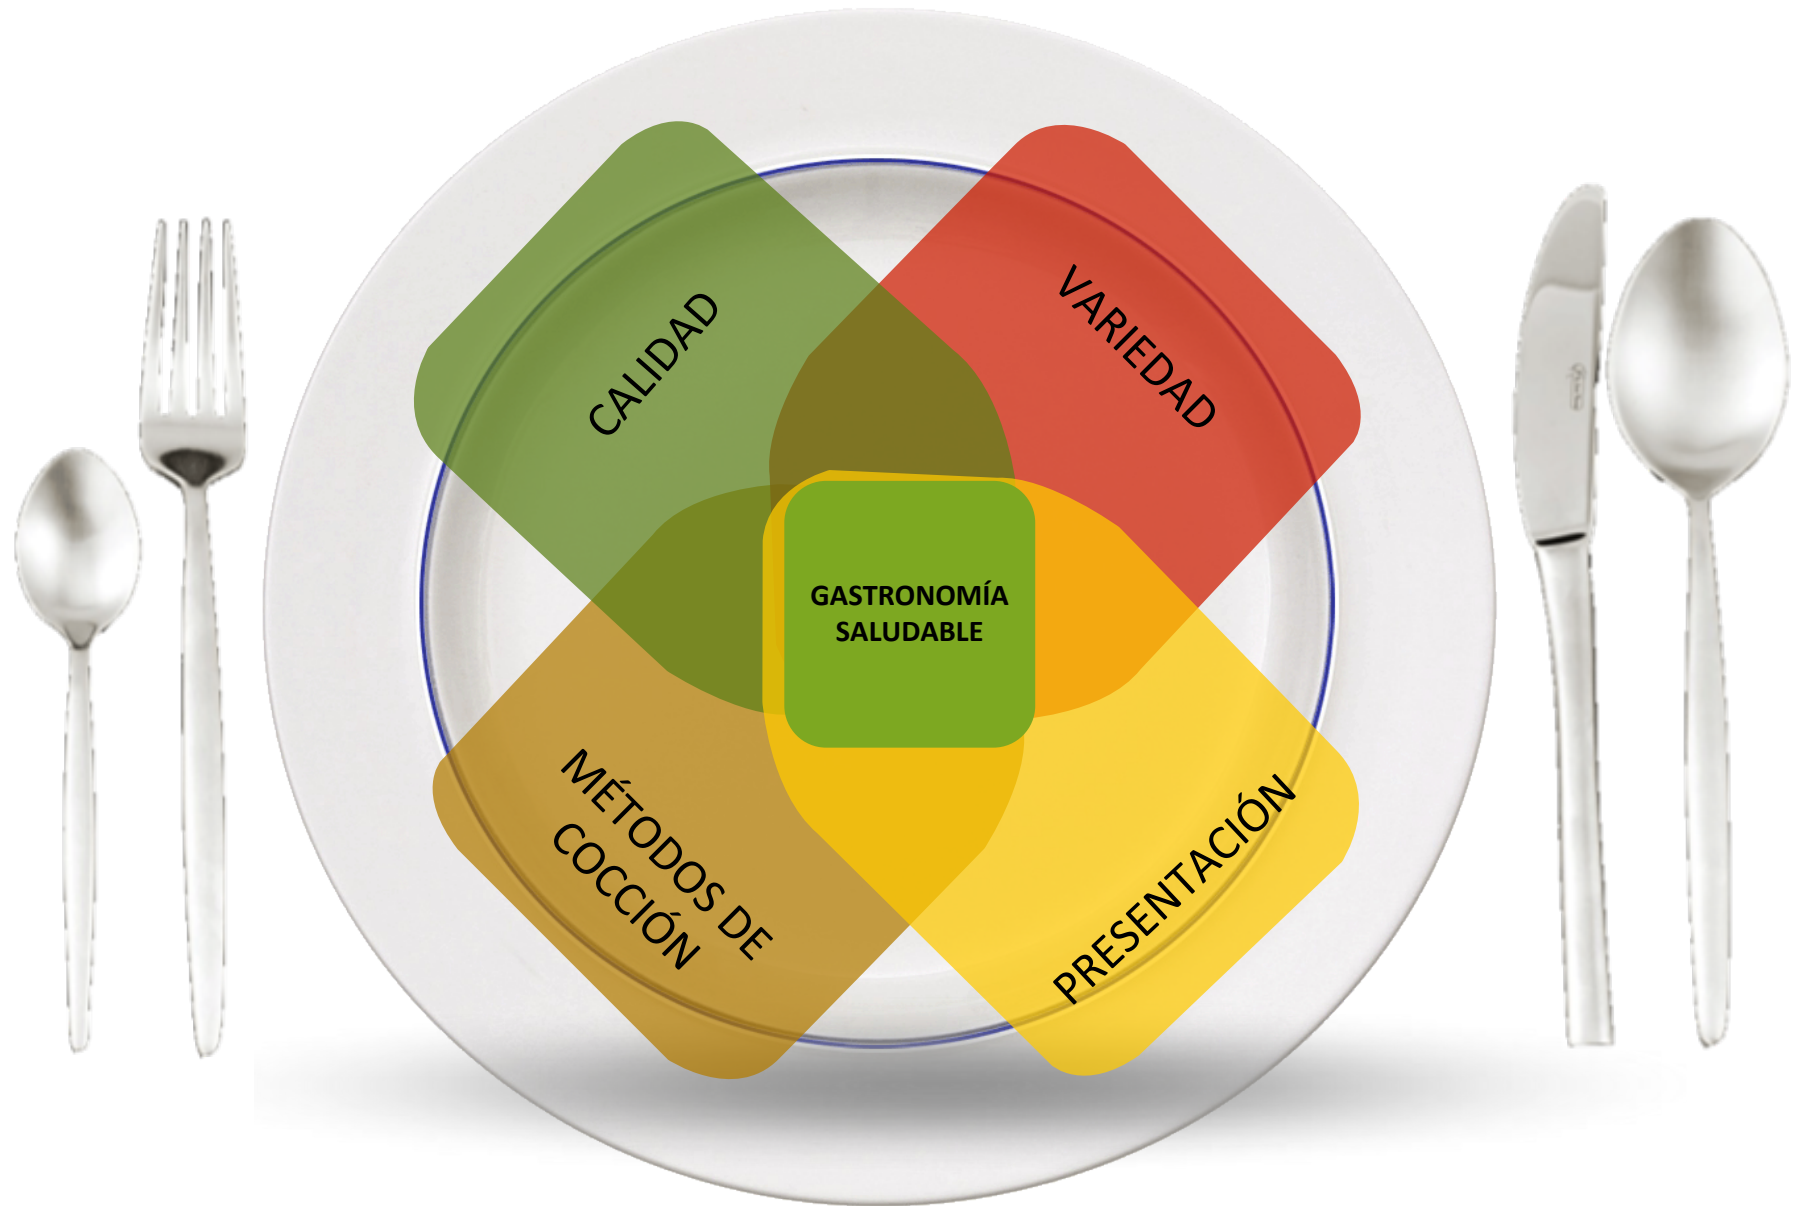 CALIDAD
VARIEDAD
GASTRONOMÍA
SALUDABLE
MÉTODOS DE
COCCIÓN
PRESENTACIÓN